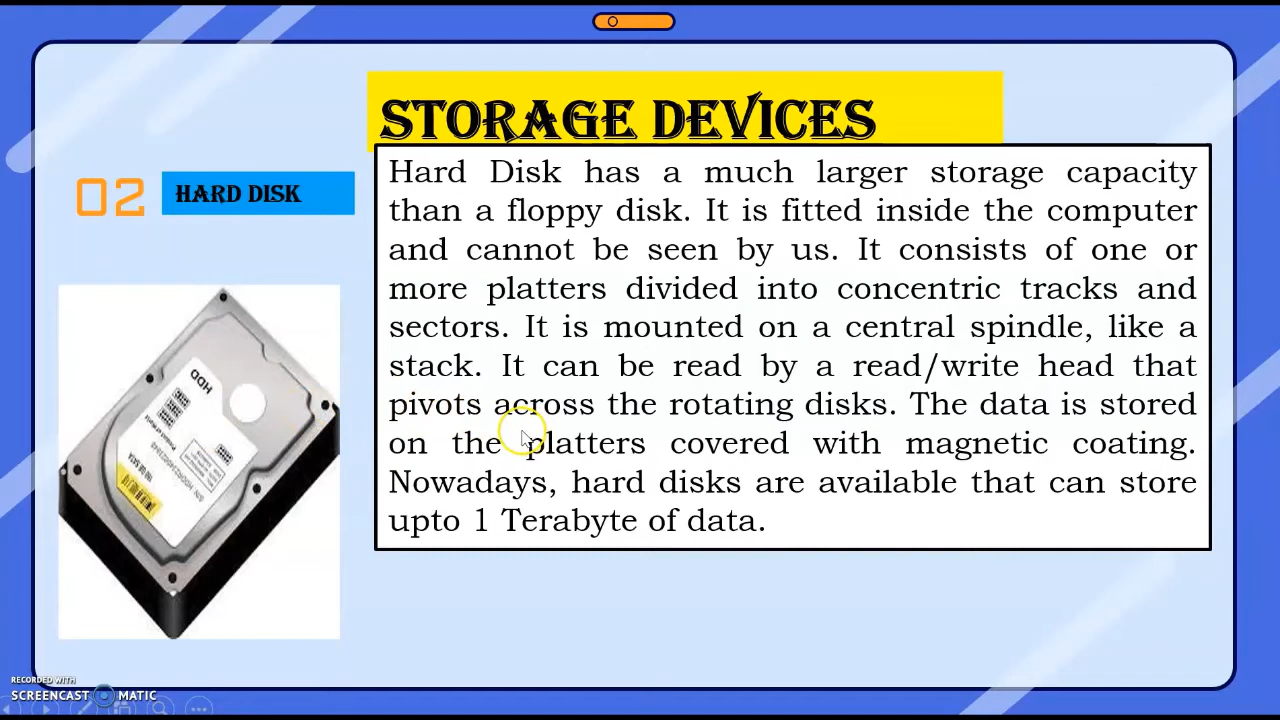 STORAGE DEVICES
02
HARD DISK
Hard Disk has a much larger storage capacity
than a floppy disk. It is fitted inside the computer
and cannot be seen by us. It consists of one or
more platters divided into concentric tracks and
sectors. It is mounted on a central spindle, like a
stack. It can be read by a read/write head that
pivots across the rotating disks. The data is stored
on the platters covered with magnetic coating.
Nowadays, hard disks are available that can store
upto 1 Terabyte of data.
HDD
RECORDED WITH
SCREENCAST MATIC